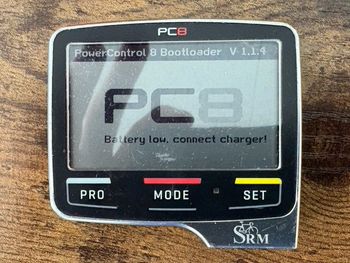 PC8
PowerControl 8 Bootloader V 1.1.4
PC8
Battery low, connect charger!
PRO MODE SET
SRM